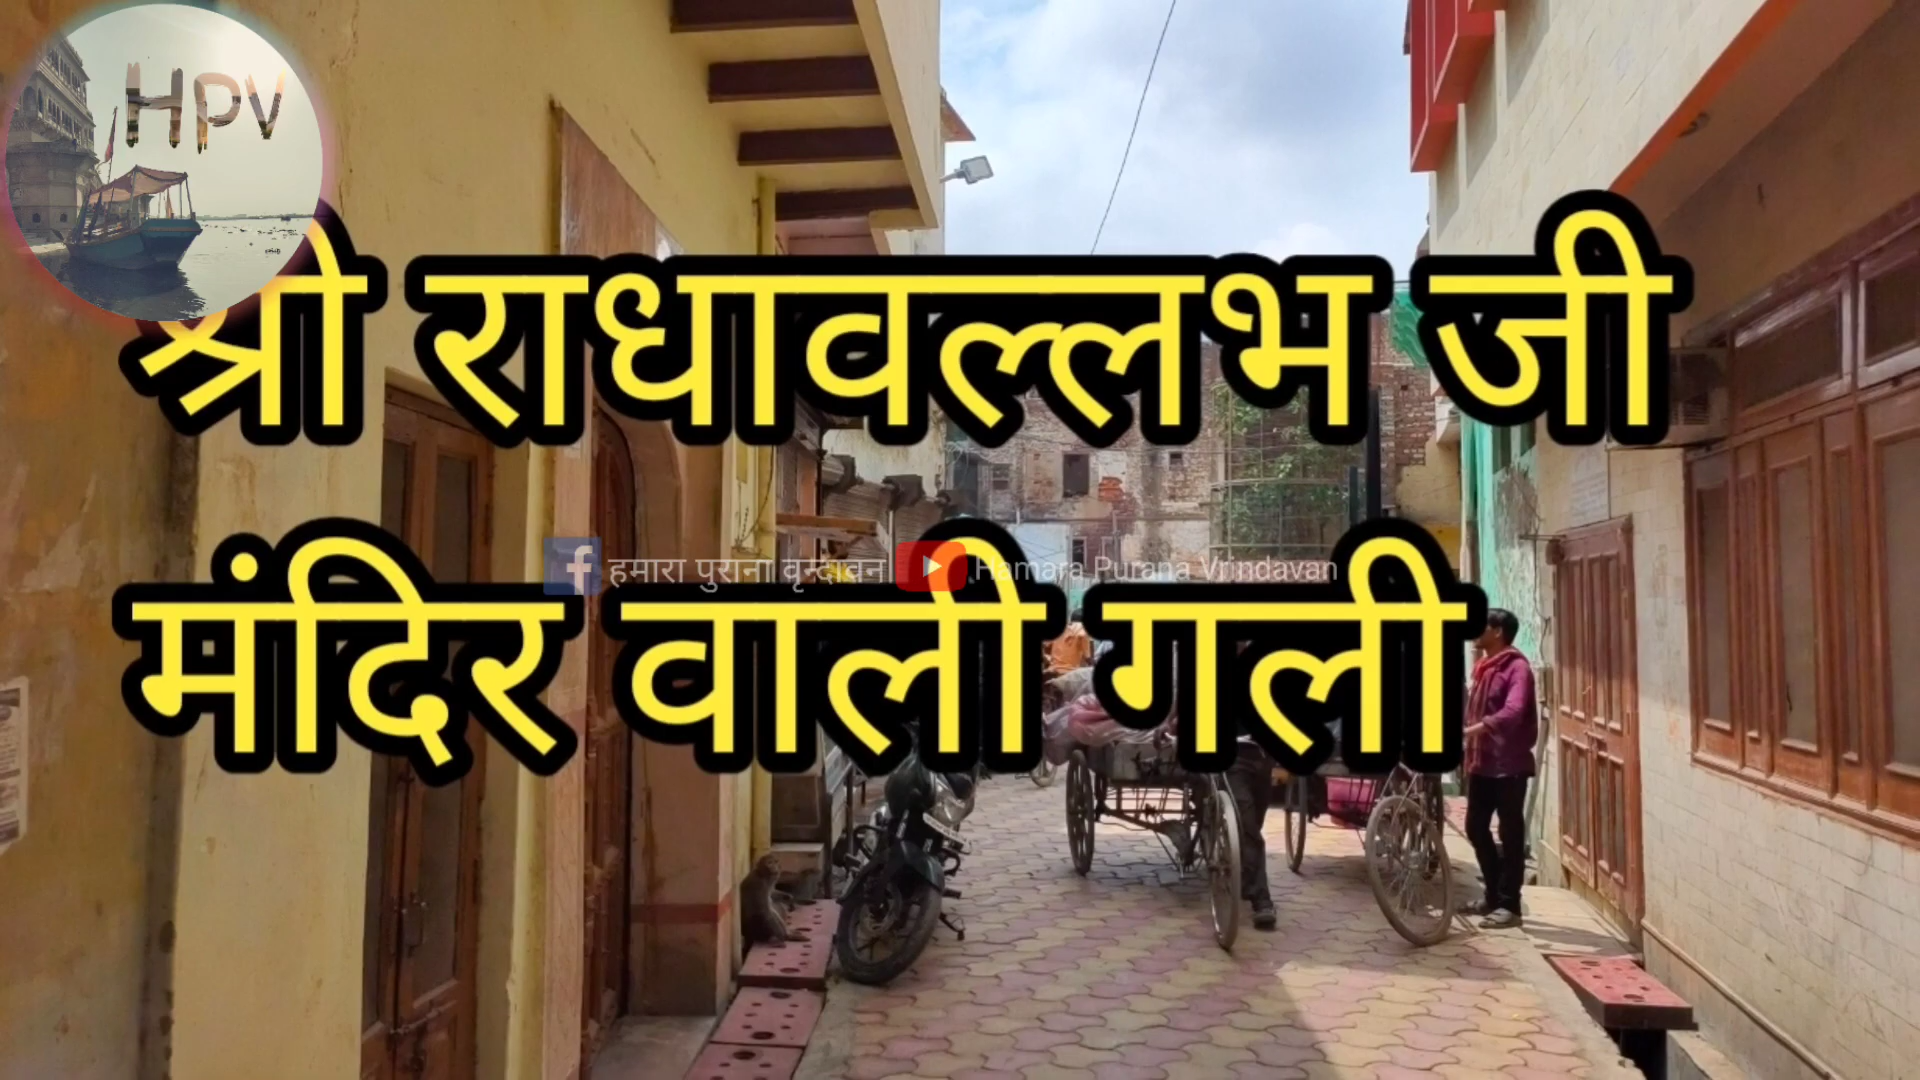 HPV
श्री राधावल्लभ जी
हमारा पुराना वृन्दावन Hamara Purana Vrindavan
मंदिर वाली गली